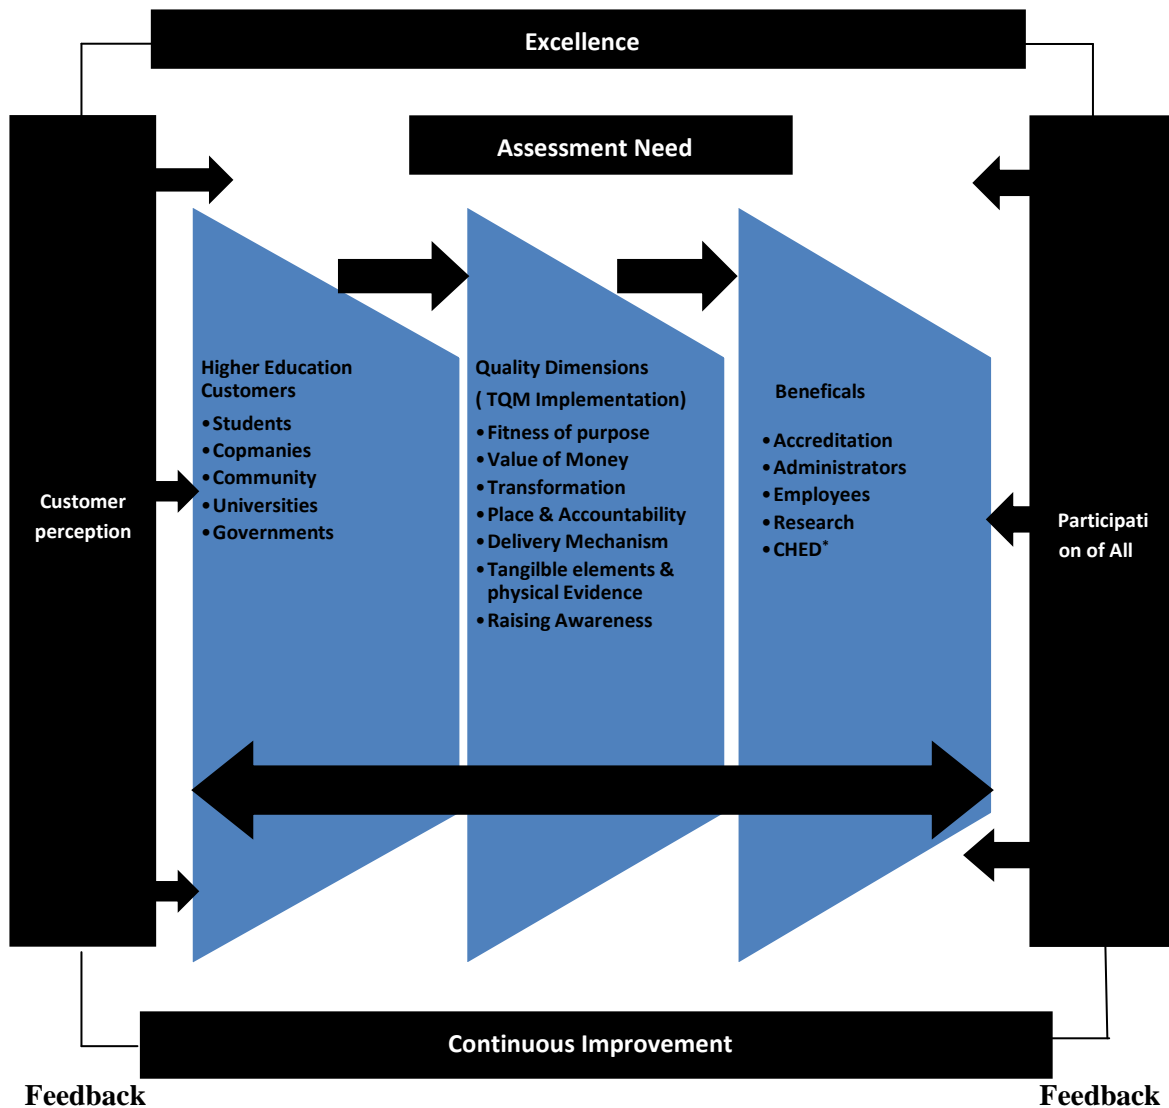 Excellence
Assessment Need
Customer
perception
Higher Education
Customers
•Students
•Copmanies
•Community
•Universities
•Governments
Quality Dimensions
( TQM Implementation)
•Fitness of purpose
•Value of Money
•Transformation
•Place & Accountability
•Delivery Mechanism
•Tangilble elements &
physical Evidence
•Raising Awareness
Beneficals
•Accreditation
•Administrators
•Employees
•Research
•CHED*
Participati
on of All
Continuous Improvement
Feedback
Feedback